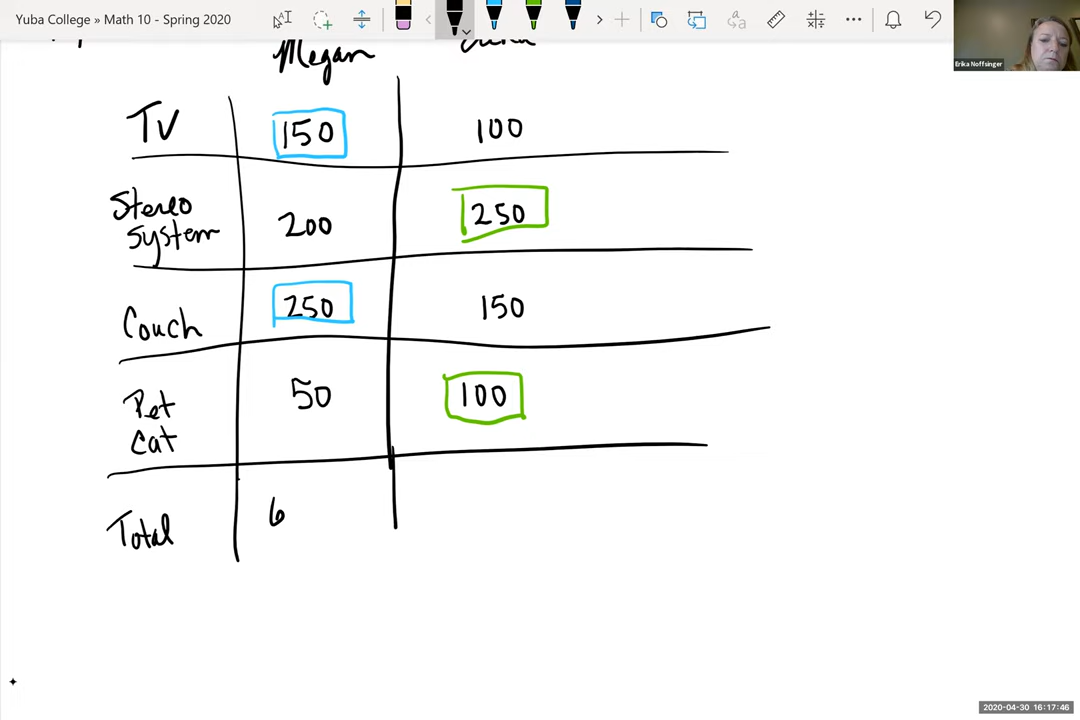 Yuba College » Math 10 - Spring 2020
Erika Noffsinger
Megan
TV 150 100
Stereo
System 200 250
Couch 250 150
Pet
Cat 50 100
Total 6
2020-04-30 16:17:46